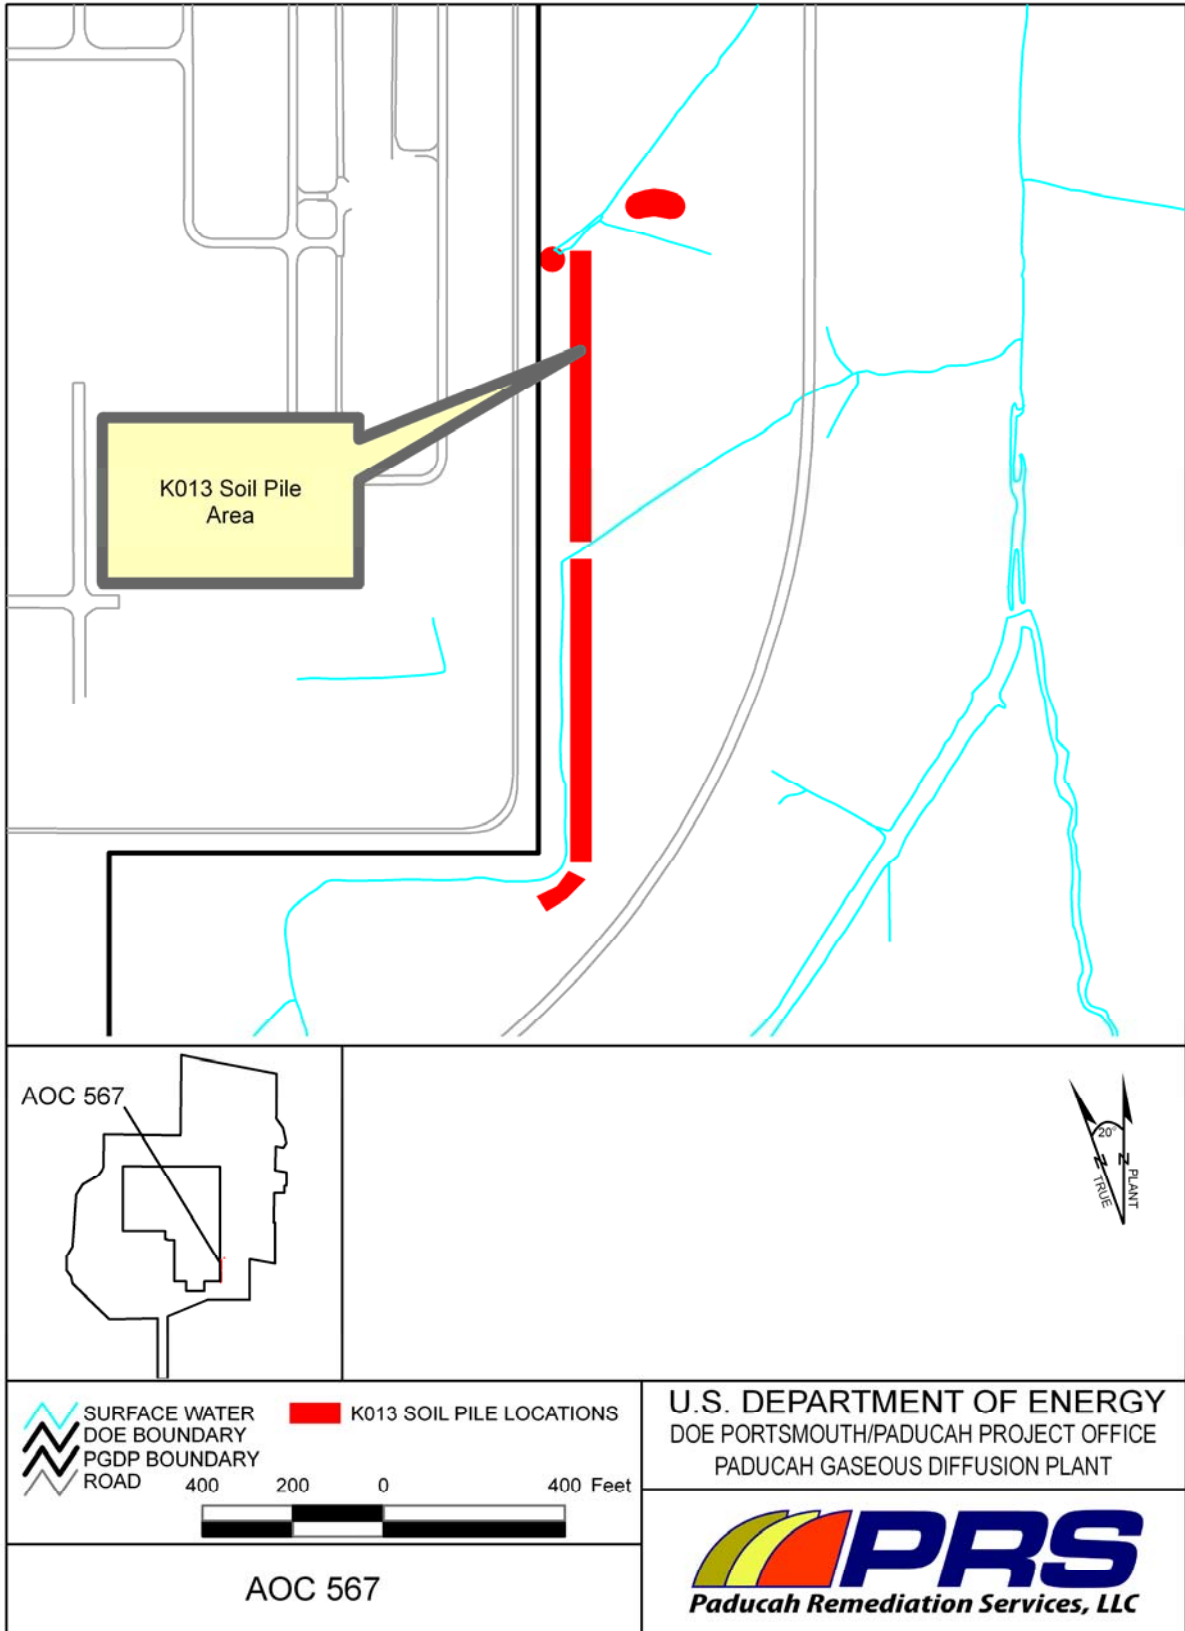 K013 Soil Pile
Area
AOC 567
20°
N TRUE
N PLANT
SURFACE WATER
DOE BOUNDARY
PGDP BOUNDARY
ROAD
K013 SOIL PILE LOCATIONS
400 200 0 400 Feet
AOC 567
U.S. DEPARTMENT OF ENERGY
DOE PORTSMOUTH/PADUCAH PROJECT OFFICE
PADUCAH GASEOUS DIFFUSION PLANT
PRS
Paducah Remediation Services, LLC